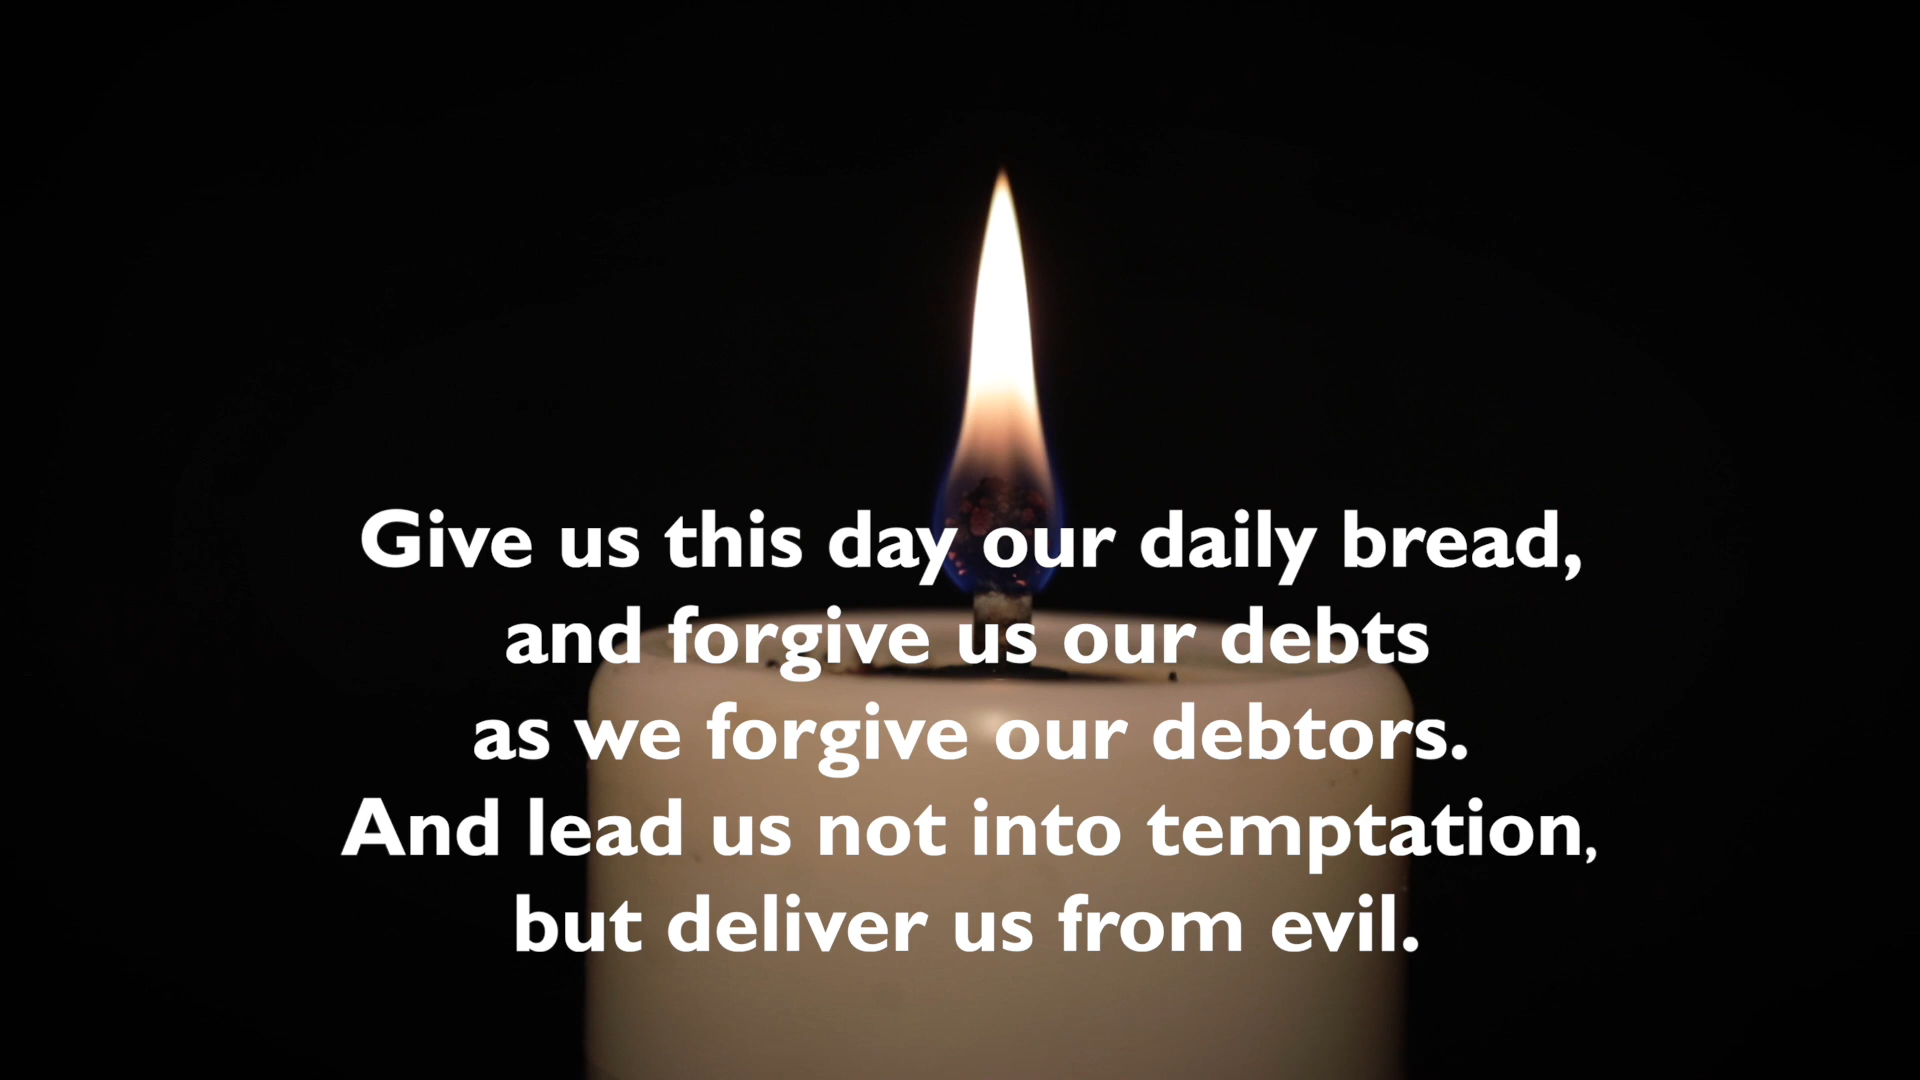 Give us this day our daily bread,
and forgive us our debts
as we forgive our debtors.
And lead us not into temptation,
but deliver us from evil.